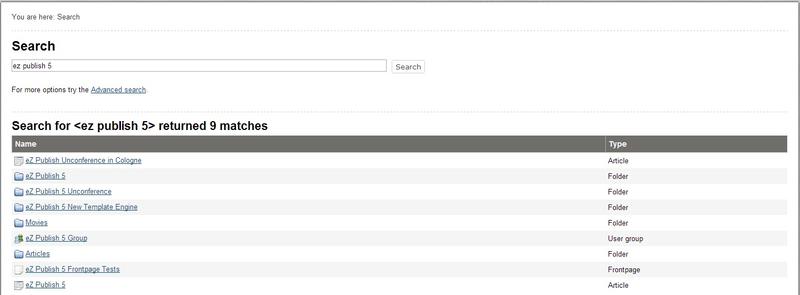 You are here: Search
Search
ez publish 5 Search
For more options try the Advanced search.
Search for <ez publish 5> returned 9 matches
Name Type
eZ Publish Unconference in Cologne Article
eZ Publish 5 Folder
eZ Publish 5 Unconference Folder
eZ Publish 5 New Template Engine Folder
Movies Folder
eZ Publish 5 Group User group
Articles Folder
eZ Publish 5 Frontpage Tests Frontpage
eZ Publish 5 Article